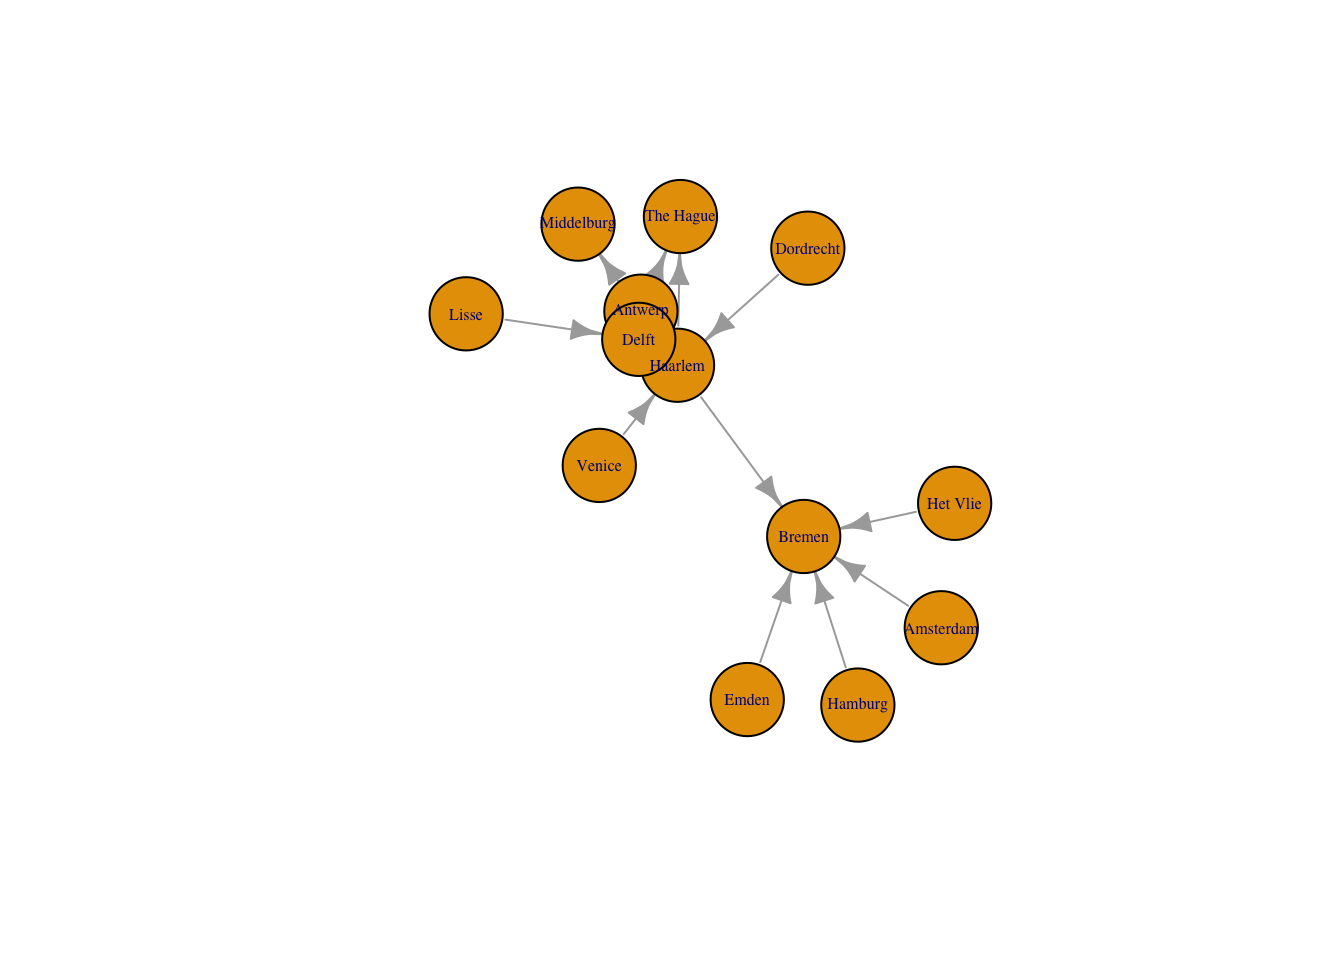 The Hague
Middelburg
Dordrecht
Antwerp
Lisse
Delft
Haarlem
Venice
Het Vlie
Bremen
Amsterdam
Emden
Hamburg